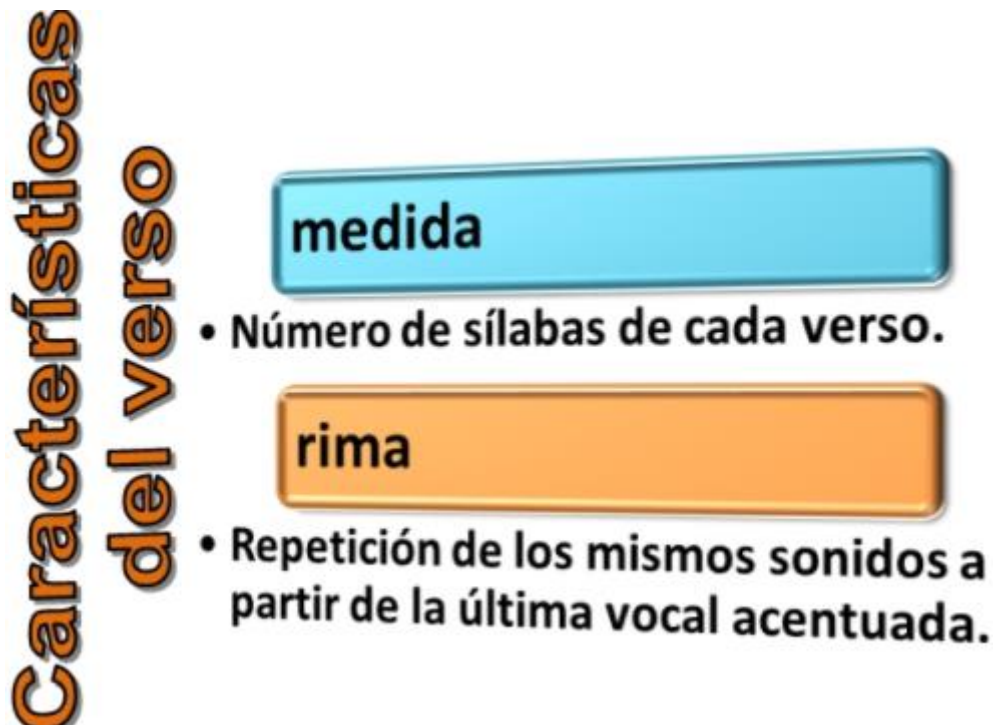 Características
del verso
medida
• Número de sílabas de cada verso.
rima
• Repetición de los mismos sonidos a
partir de la última vocal acentuada.